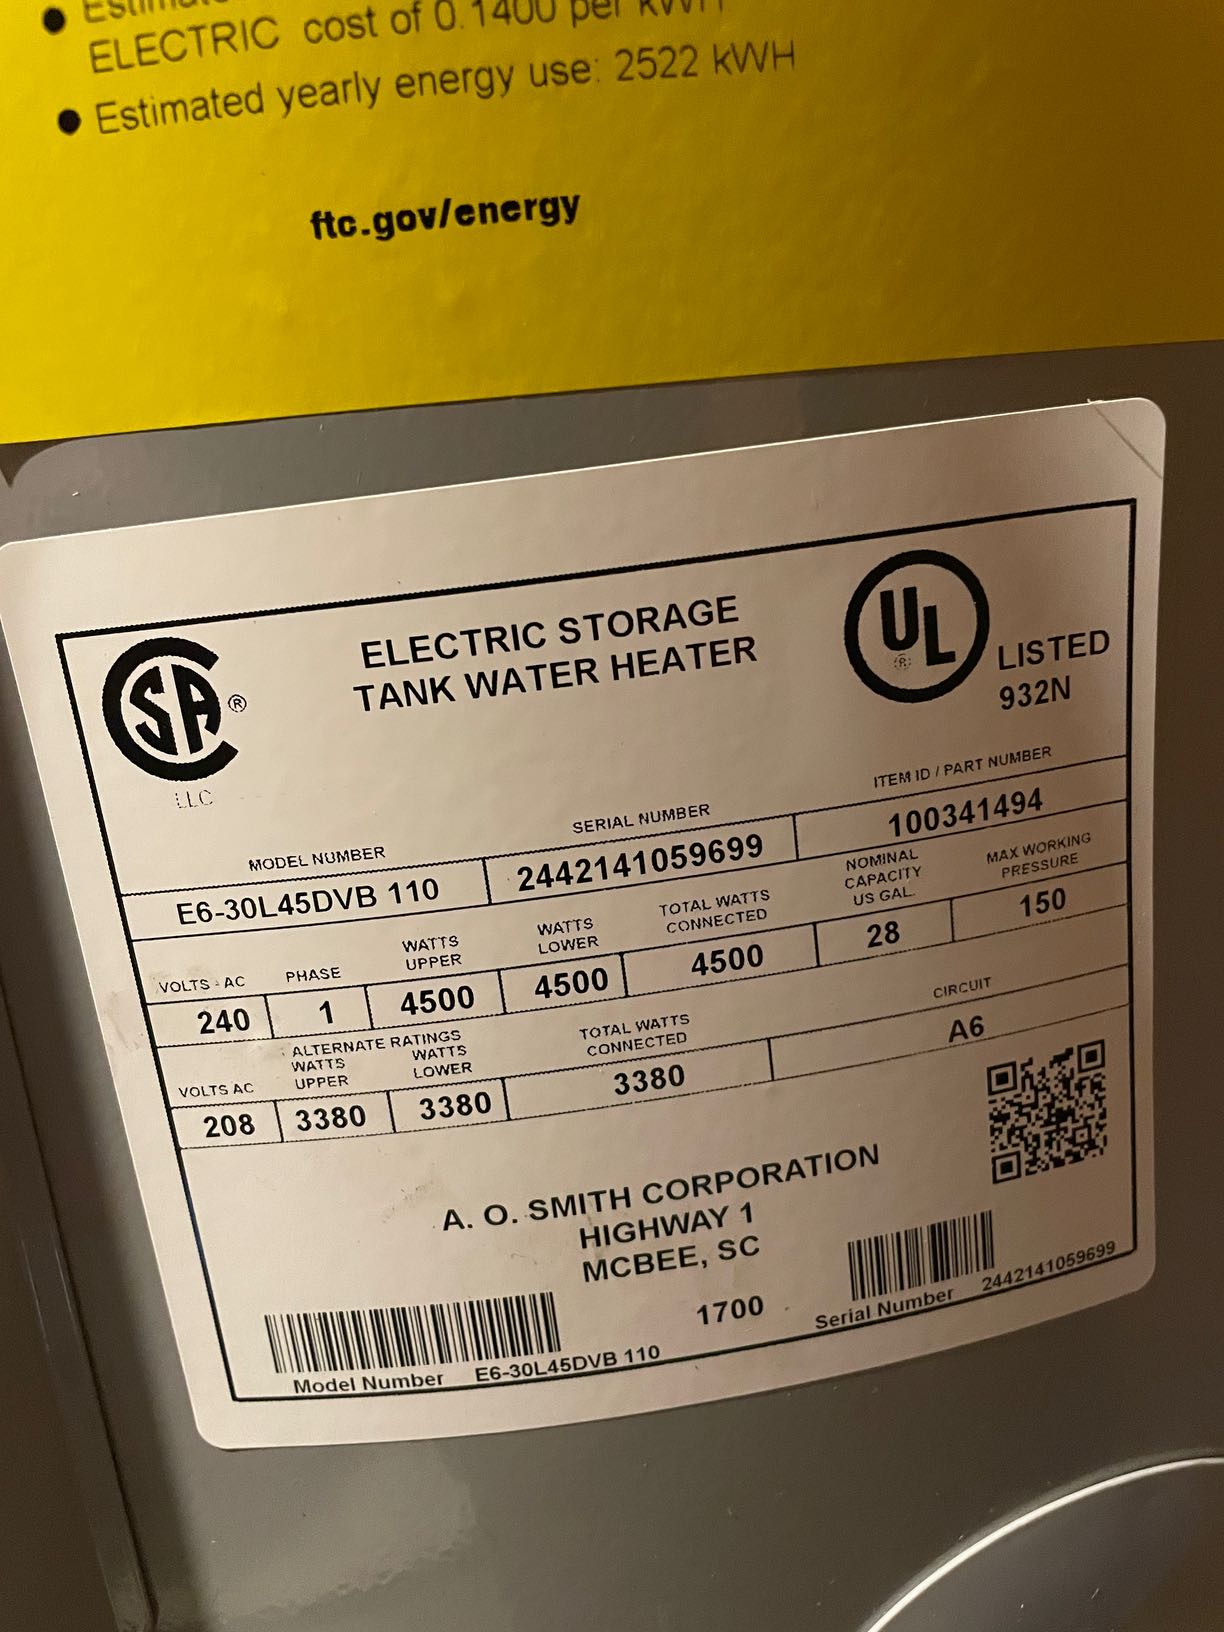 ELECTRIC cost of 0.1400 per kWH
Estimated yearly energy use: 2522 kWH
ftc.gov/energy
SA ®
LLC
ELECTRIC STORAGE
TANK WATER HEATER
UL ®
LISTED
932N
MODEL NUMBER
SERIAL NUMBER
ITEM ID / PART NUMBER
E6-30L45DVB 110
2442141059699
100341494
VOLTS - AC
PHASE
WATTS
UPPER
WATTS
LOWER
TOTAL WATTS
CONNECTED
NOMINAL
CAPACITY
US GAL.
MAX WORKING
PRESSURE
240
1
4500
4500
4500
28
150
ALTERNATE RATINGS
VOLTS AC
WATTS
UPPER
WATTS
LOWER
TOTAL WATTS
CONNECTED
CIRCUIT
208
3380
3380
3380
A6
A. O. SMITH CORPORATION
HIGHWAY 1
MCBEE, SC
1700
Model Number E6-30L45DVB 110
Serial Number 2442141059699